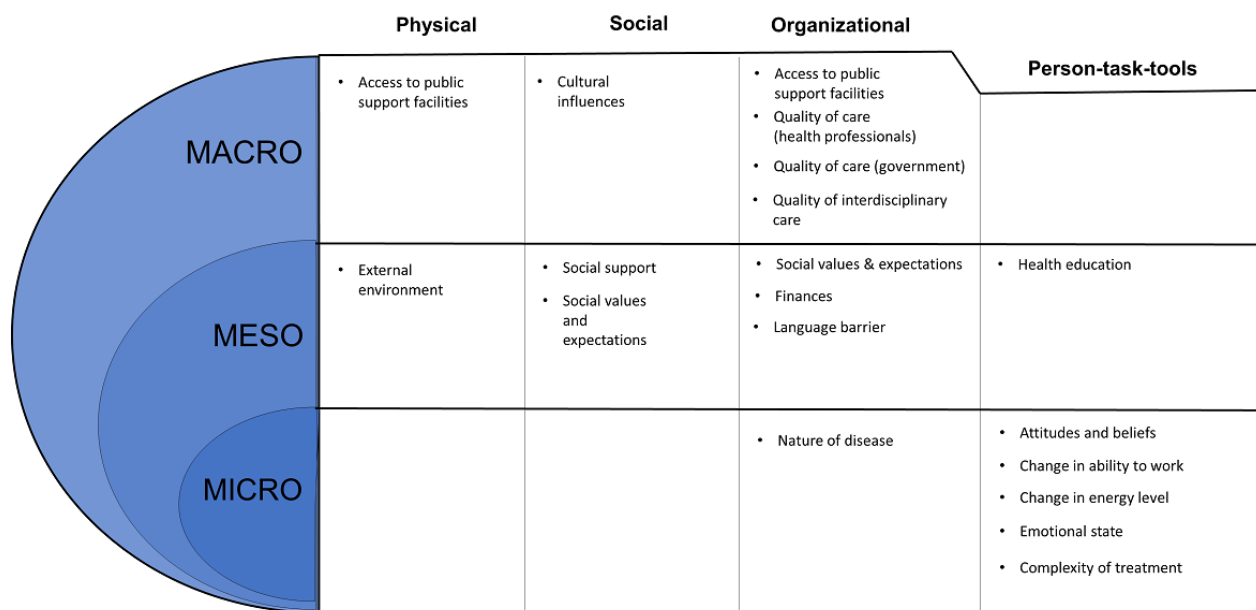 Physical
Social
Organizational
Person-task-tools
MACRO
• Access to public
support facilities
• Cultural
influences
• Access to public
support facilities
• Quality of care
(health professionals)
• Quality of care (government)
• Quality of interdisciplinary
care
MESO
• External
environment
• Social support
• Social values
and
expectations
• Social values & expectations
• Finances
• Language barrier
• Health education
MICRO
• Nature of disease
• Attitudes and beliefs
• Change in ability to work
• Change in energy level
• Emotional state
• Complexity of treatment